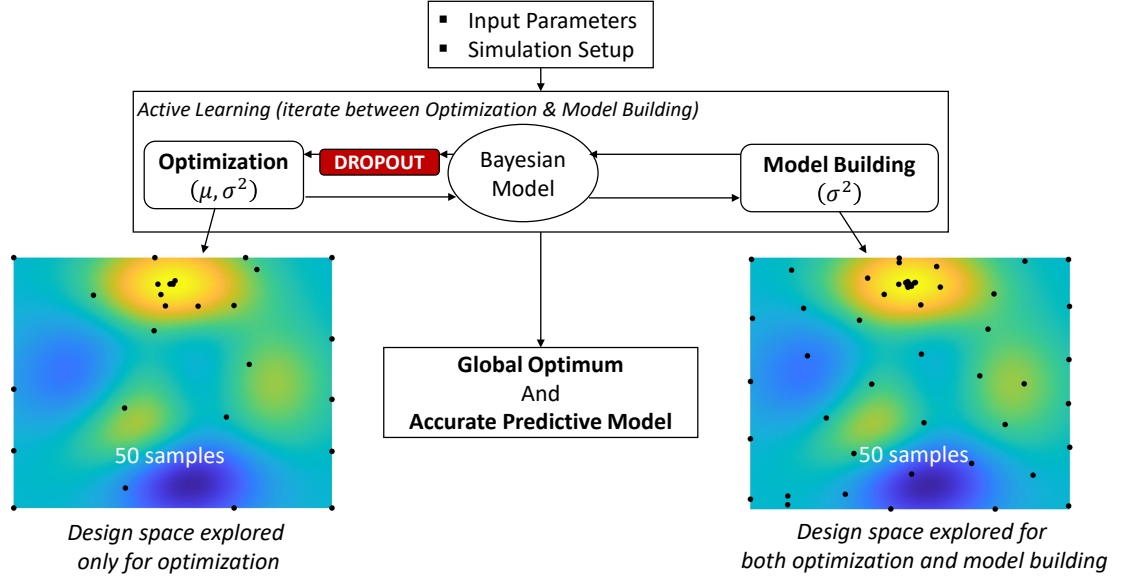 ▪ Input Parameters
▪ Simulation Setup
Active Learning (iterate between Optimization & Model Building)
Optimization
(μ, σ²)
DROPOUT
Bayesian
Model
Model Building
(σ²)
Global Optimum
And
Accurate Predictive Model
50 samples
Design space explored
only for optimization
50 samples
Design space explored for
both optimization and model building